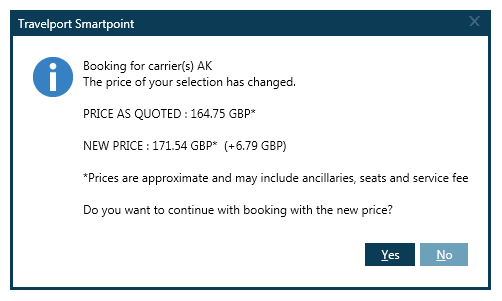 Travelport Smartpoint
Booking for carrier(s) AK
The price of your selection has changed.
PRICE AS QUOTED : 164.75 GBP*
NEW PRICE : 171.54 GBP*  (+6.79 GBP)
*Prices are approximate and may include ancillaries, seats and service fee
Do you want to continue with booking with the new price?
Yes No